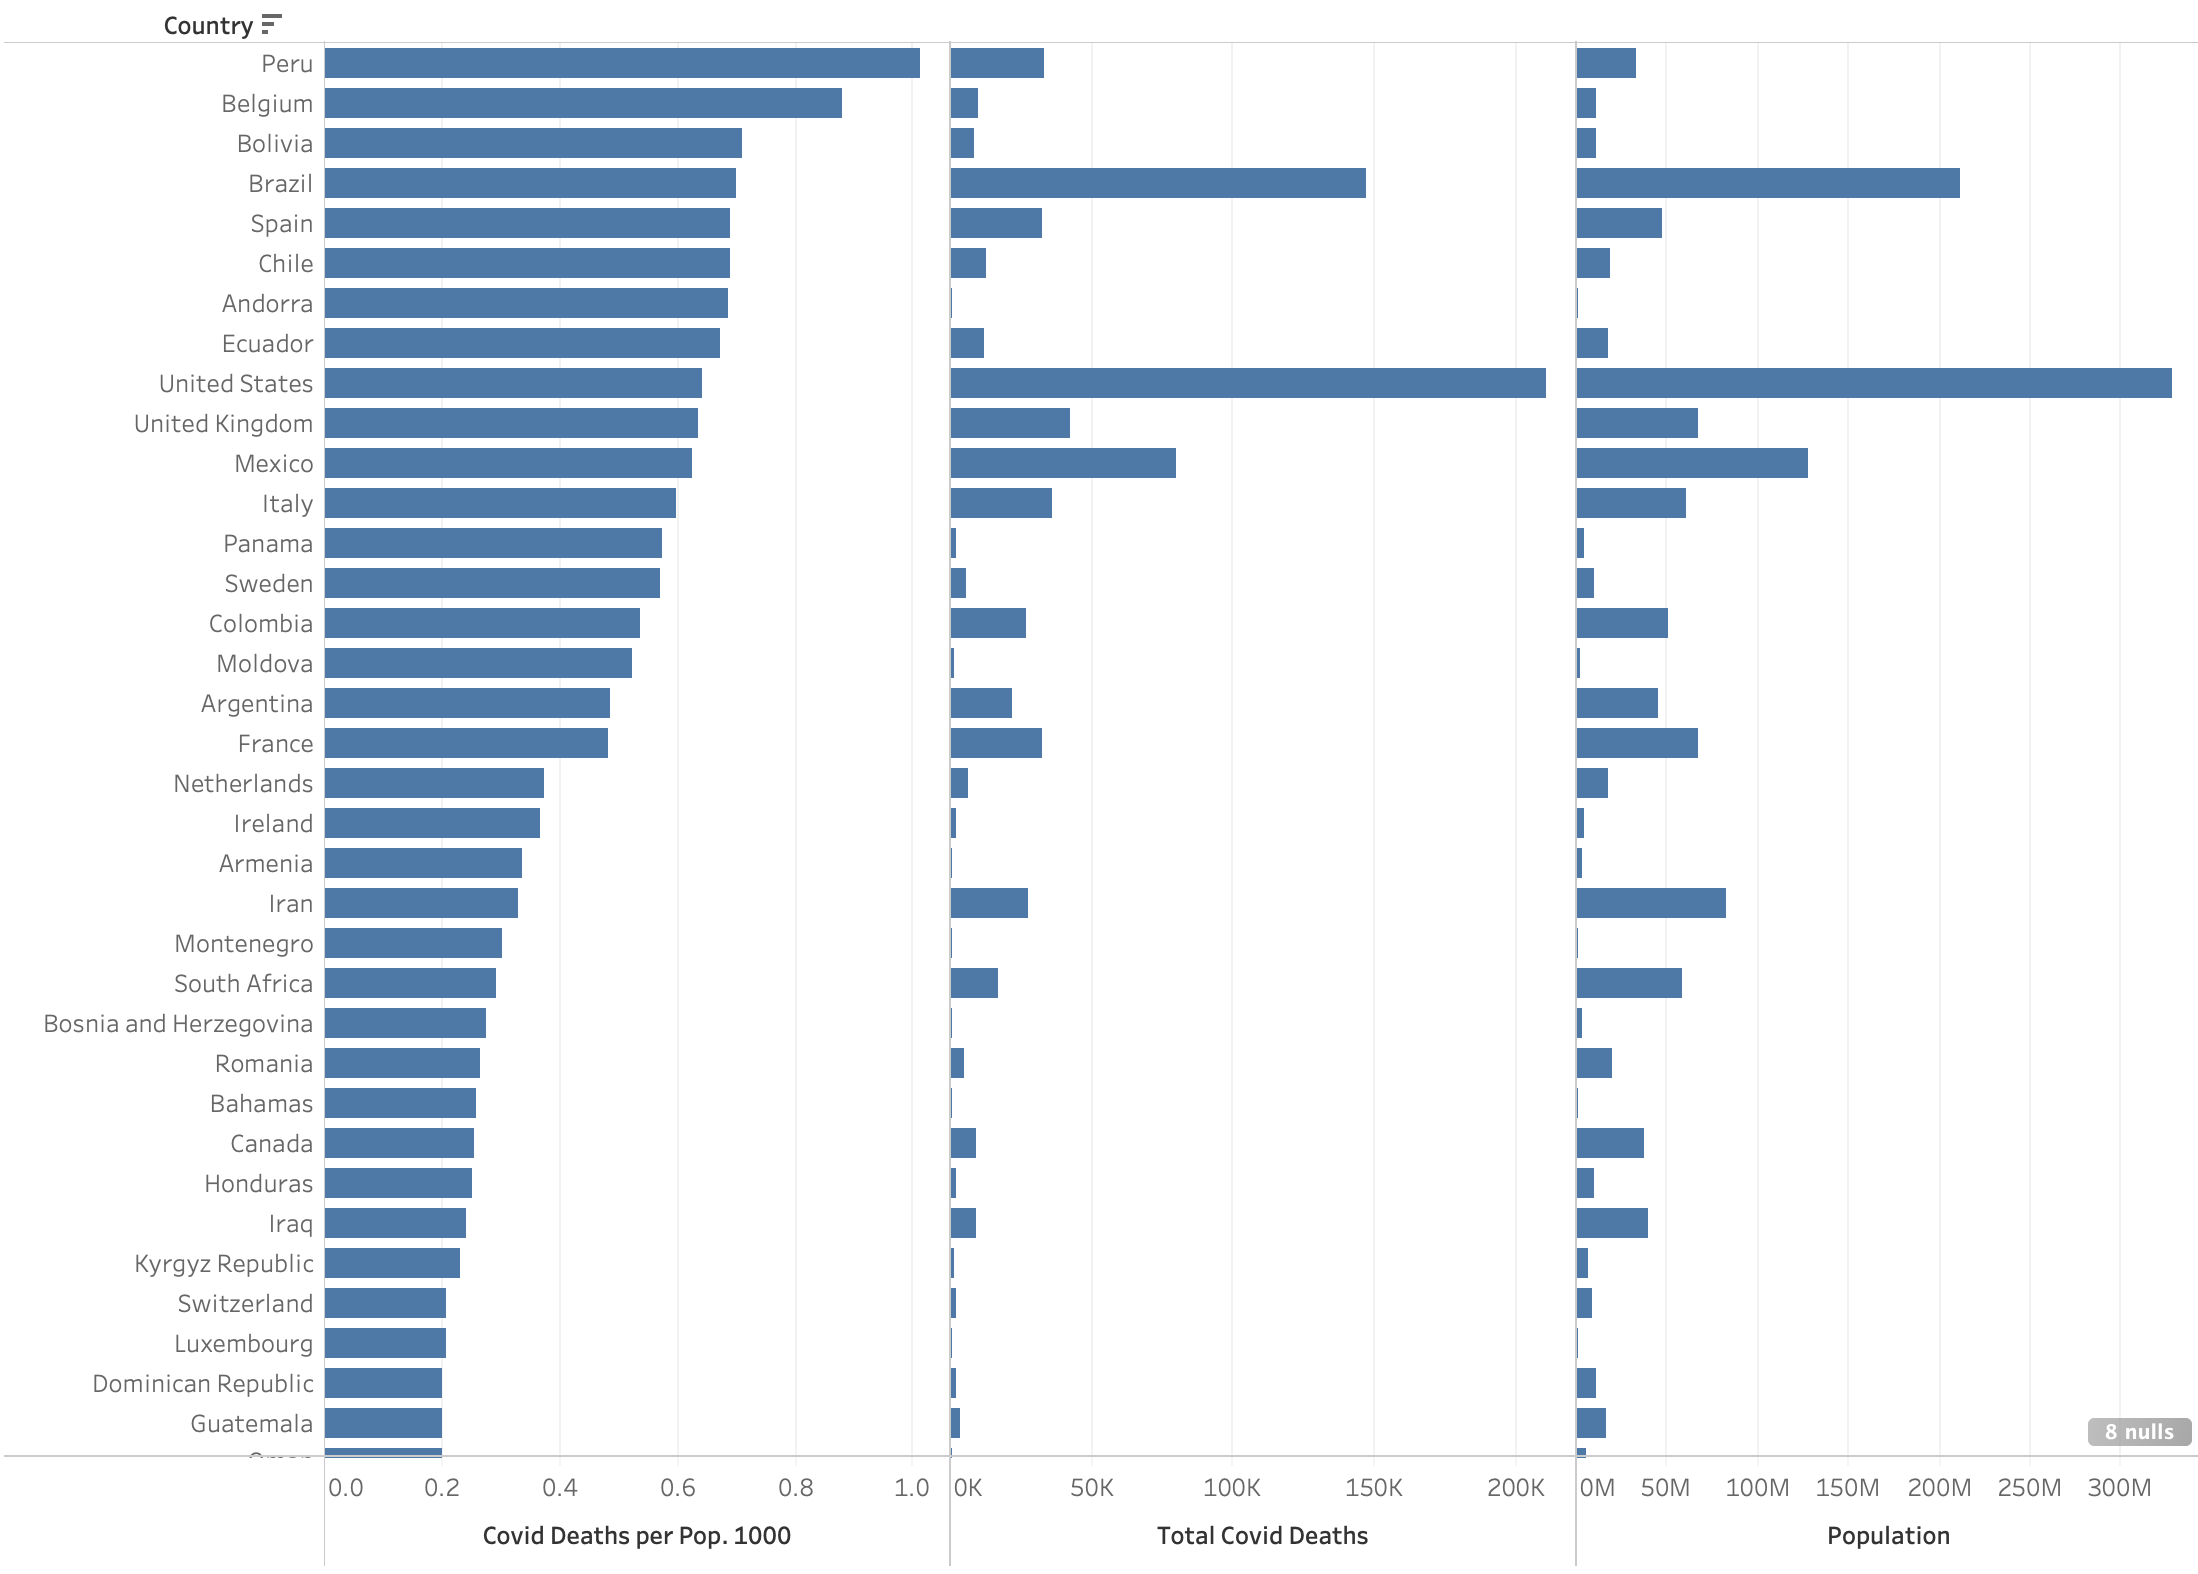 Country
Peru
Belgium
Bolivia
Brazil
Spain
Chile
Andorra
Ecuador
United States
United Kingdom
Mexico
Italy
Panama
Sweden
Colombia
Moldova
Argentina
France
Netherlands
Ireland
Armenia
Iran
Montenegro
South Africa
Bosnia and Herzegovina
Romania
Bahamas
Canada
Honduras
Iraq
Kyrgyz Republic
Switzerland
Luxembourg
Dominican Republic
Guatemala
8 nulls
0.0 0.2 0.4 0.6 0.8 1.0 0K 50K 100K 150K 200K 0M 50M 100M 150M 200M 250M 300M
Covid Deaths per Pop. 1000 Total Covid Deaths Population